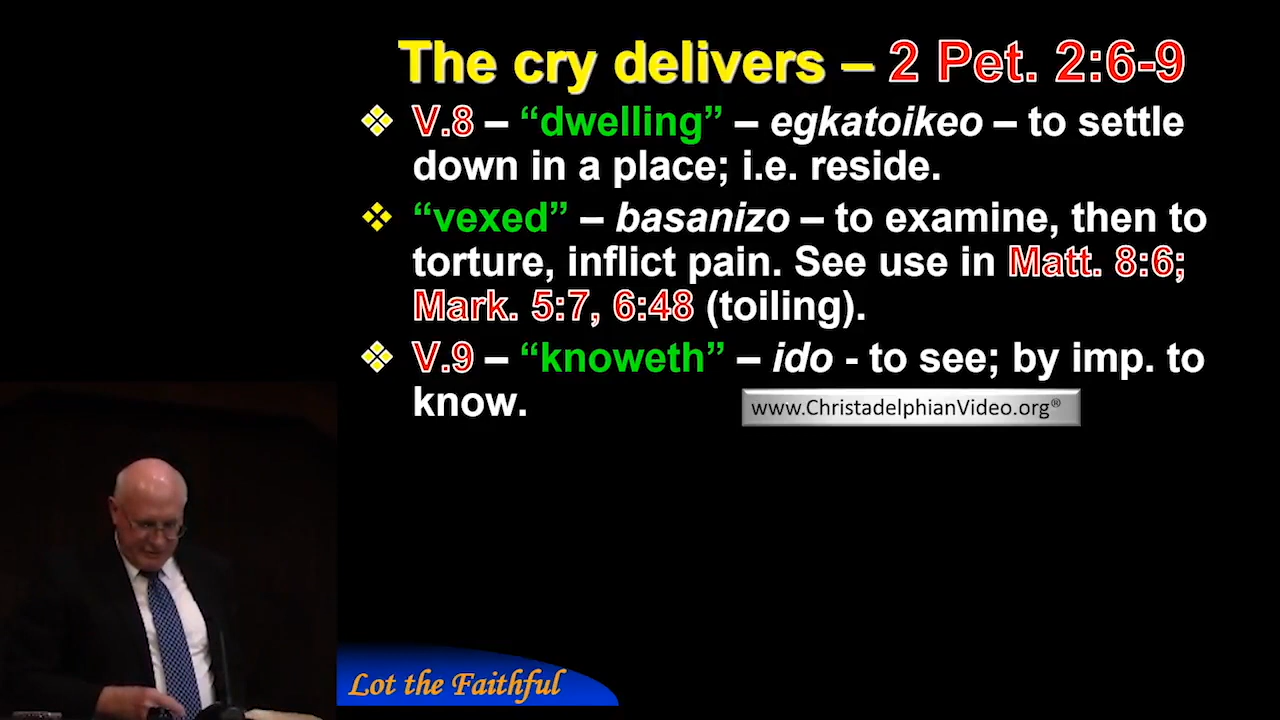 The cry delivers – 2 Pet. 2:6-9
V.8 – “dwelling” – egkatoikeo – to settle
down in a place; i.e. reside.
“vexed” – basanizo – to examine, then to
torture, inflict pain. See use in Matt. 8:6;
Mark. 5:7, 6:48 (toiling).
V.9 – “knoweth” – ido - to see; by imp. to
know.
www.ChristadelphianVideo.org®
Lot the Faithful